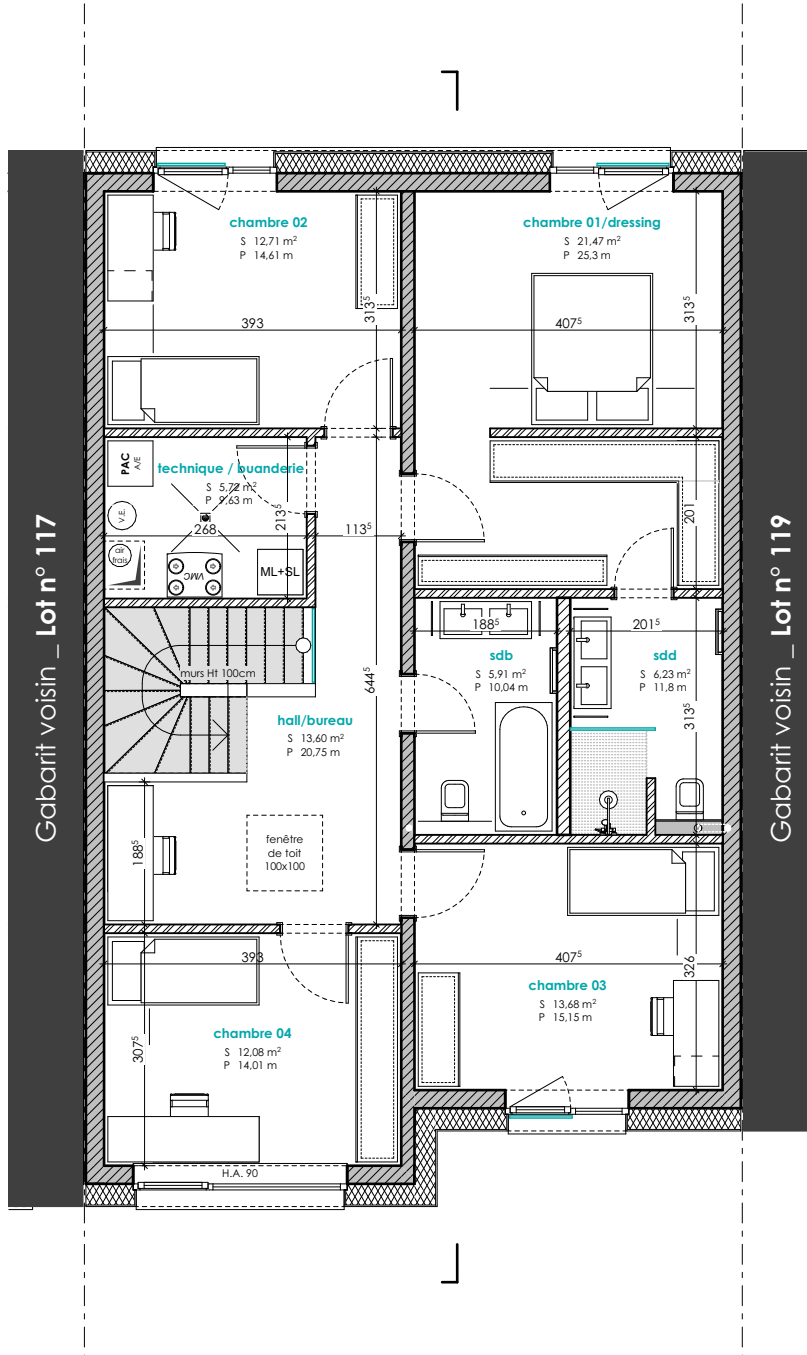 chambre 02
S 12,71 m²
P 14,61 m
chambre 01/dressing
S 21,47 m²
P 25,3 m
313⁵
313⁵
393
407⁵
PAC
A/E
technique / buanderie
S 5,72 m²
P 9,63 m
V.E.
213⁵
201
268
113⁵
air
frais
VMC
ML+SL
188⁵
201⁵
murs Ht 100cm
644⁵
sdb
S 5,91 m²
P 10,04 m
sdd
S 6,23 m²
P 11,8 m
313⁵
hall/bureau
S 13,60 m²
P 20,75 m
Gabarit voisin _ Lot n° 117
Gabarit voisin _ Lot n° 119
188⁵
fenêtre
de toit
100x100
393
407⁵
326
chambre 03
S 13,68 m²
P 15,15 m
chambre 04
S 12,08 m²
P 14,01 m
307⁵
H.A. 90